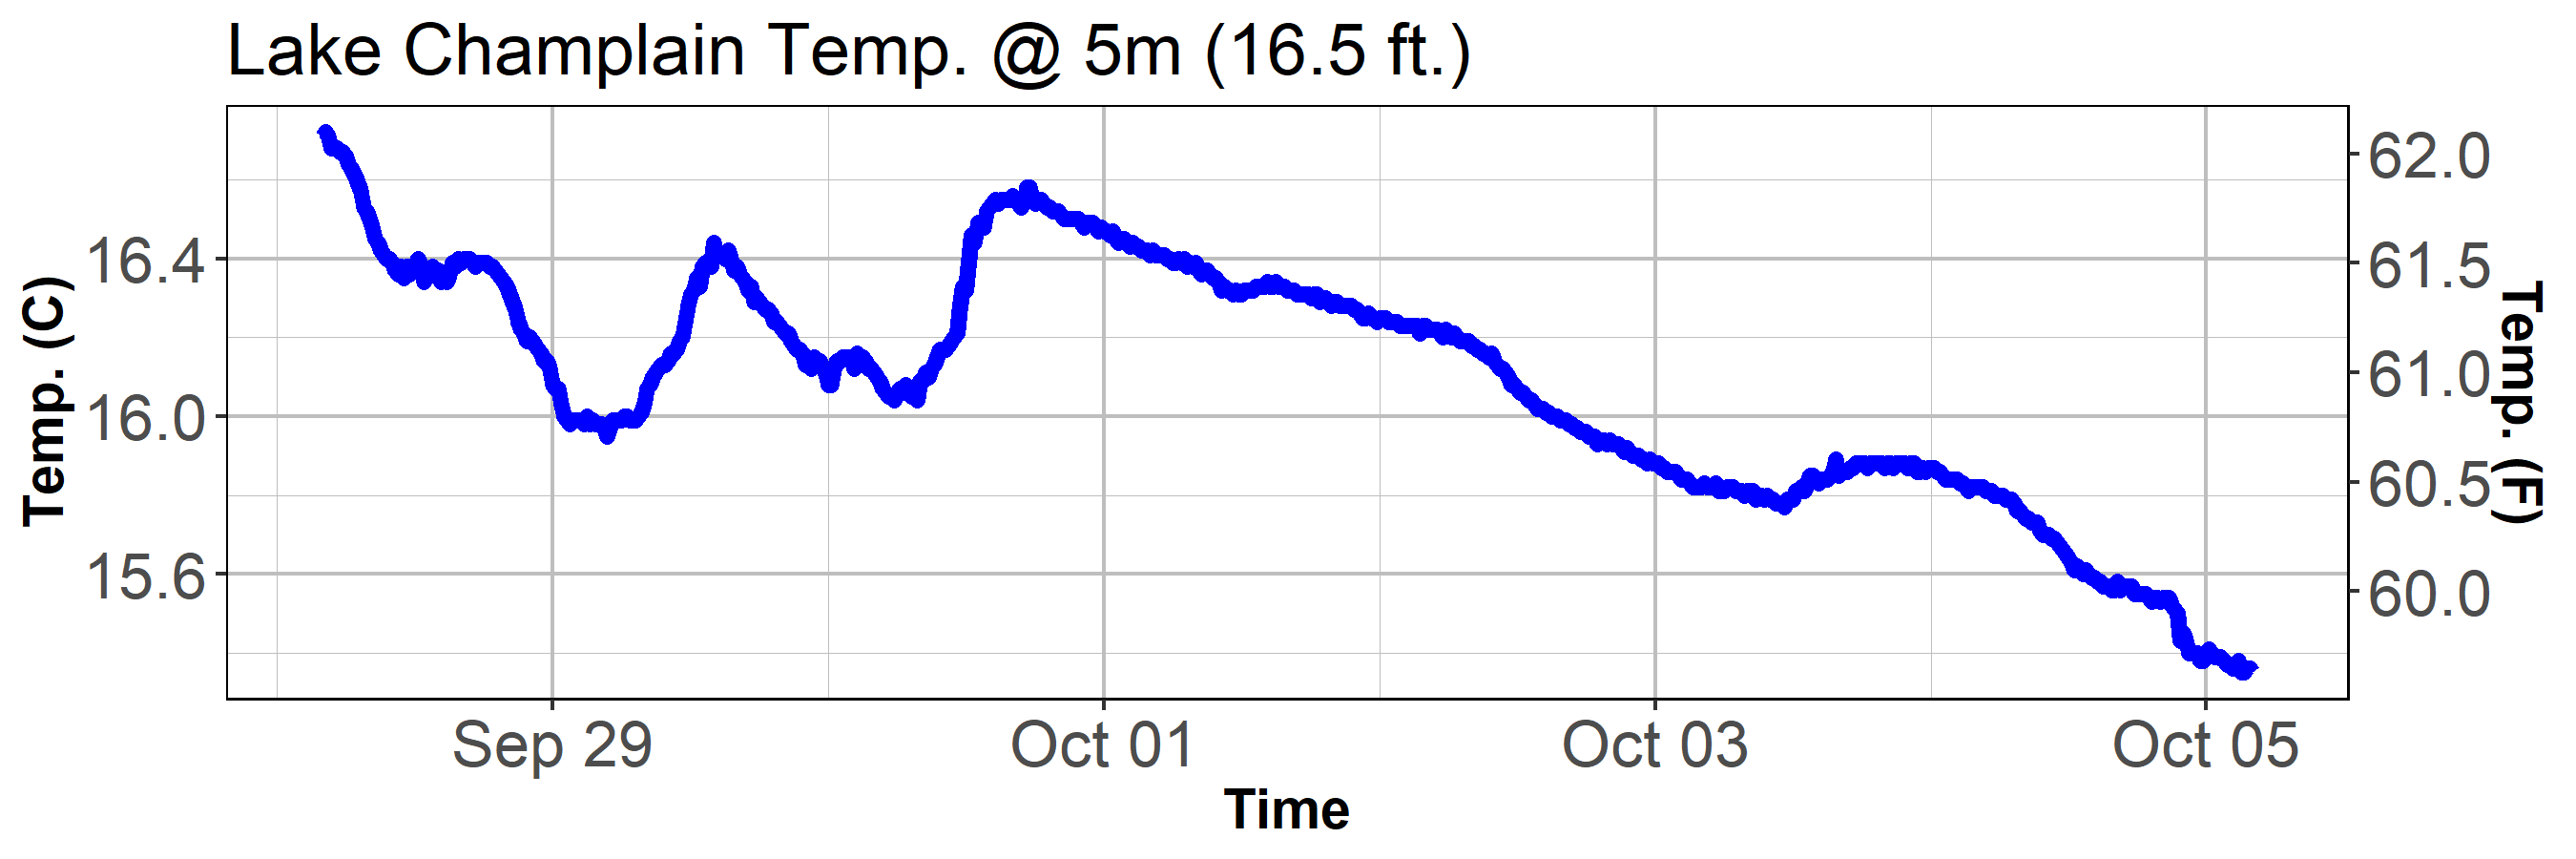 Lake Champlain Temp. @ 5m (16.5 ft.)
Temp. (C)
16.4
16.0
15.6
62.0
61.5
61.0
60.5
60.0
Temp. (F)
Sep 29
Oct 01
Oct 03
Oct 05
Time